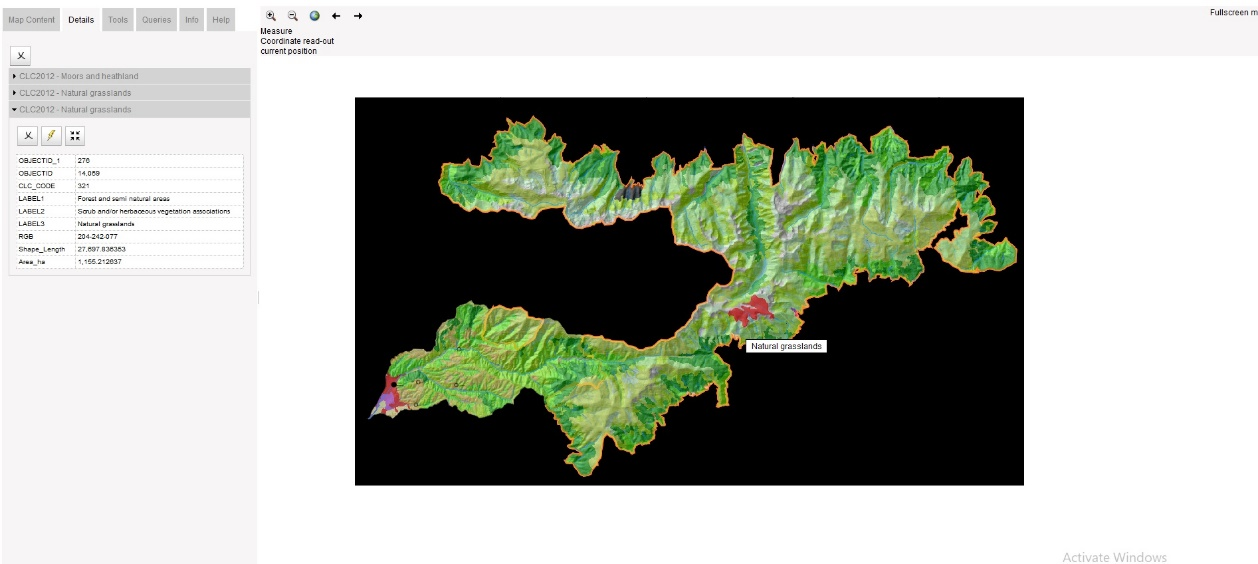 Map Content Details Tools Queries Info Help
Fullscreen m
Measure
Coordinate read-out
current position
CLC2012 - Moors and heathland
CLC2012 - Natural grasslands
CLC2012 - Natural grasslands
OBJECTID_1 276
OBJECTID 14,069
CLC_CODE 321
LABEL1 Forest and semi natural areas
LABEL2 Scrub and/or herbaceous vegetation associations
LABEL3 Natural grasslands
RGB 204-242-077
Shape_Length 27,697.836363
Area_ha 1,155.212637
Natural grasslands
Activate Windows